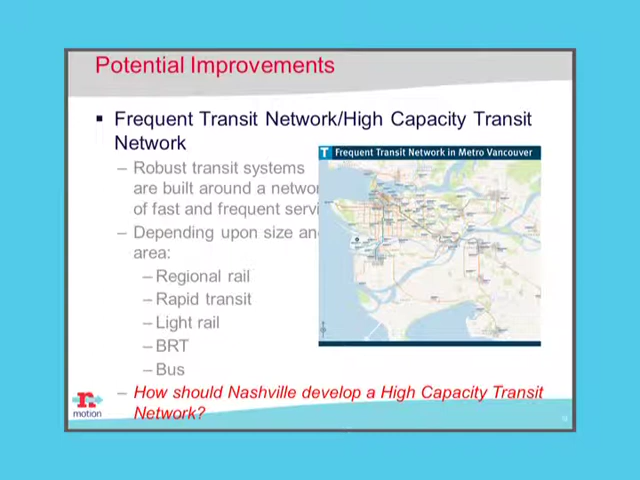 Potential Improvements
▪ Frequent Transit Network/High Capacity Transit
Network
– Robust transit systems
are built around a networ
of fast and frequent servi
– Depending upon size an
area:
– Regional rail
– Rapid transit
– Light rail
– BRT
– Bus
– How should Nashville develop a High Capacity Transit
Network?
T Frequent Transit Network in Metro Vancouver
n
motion